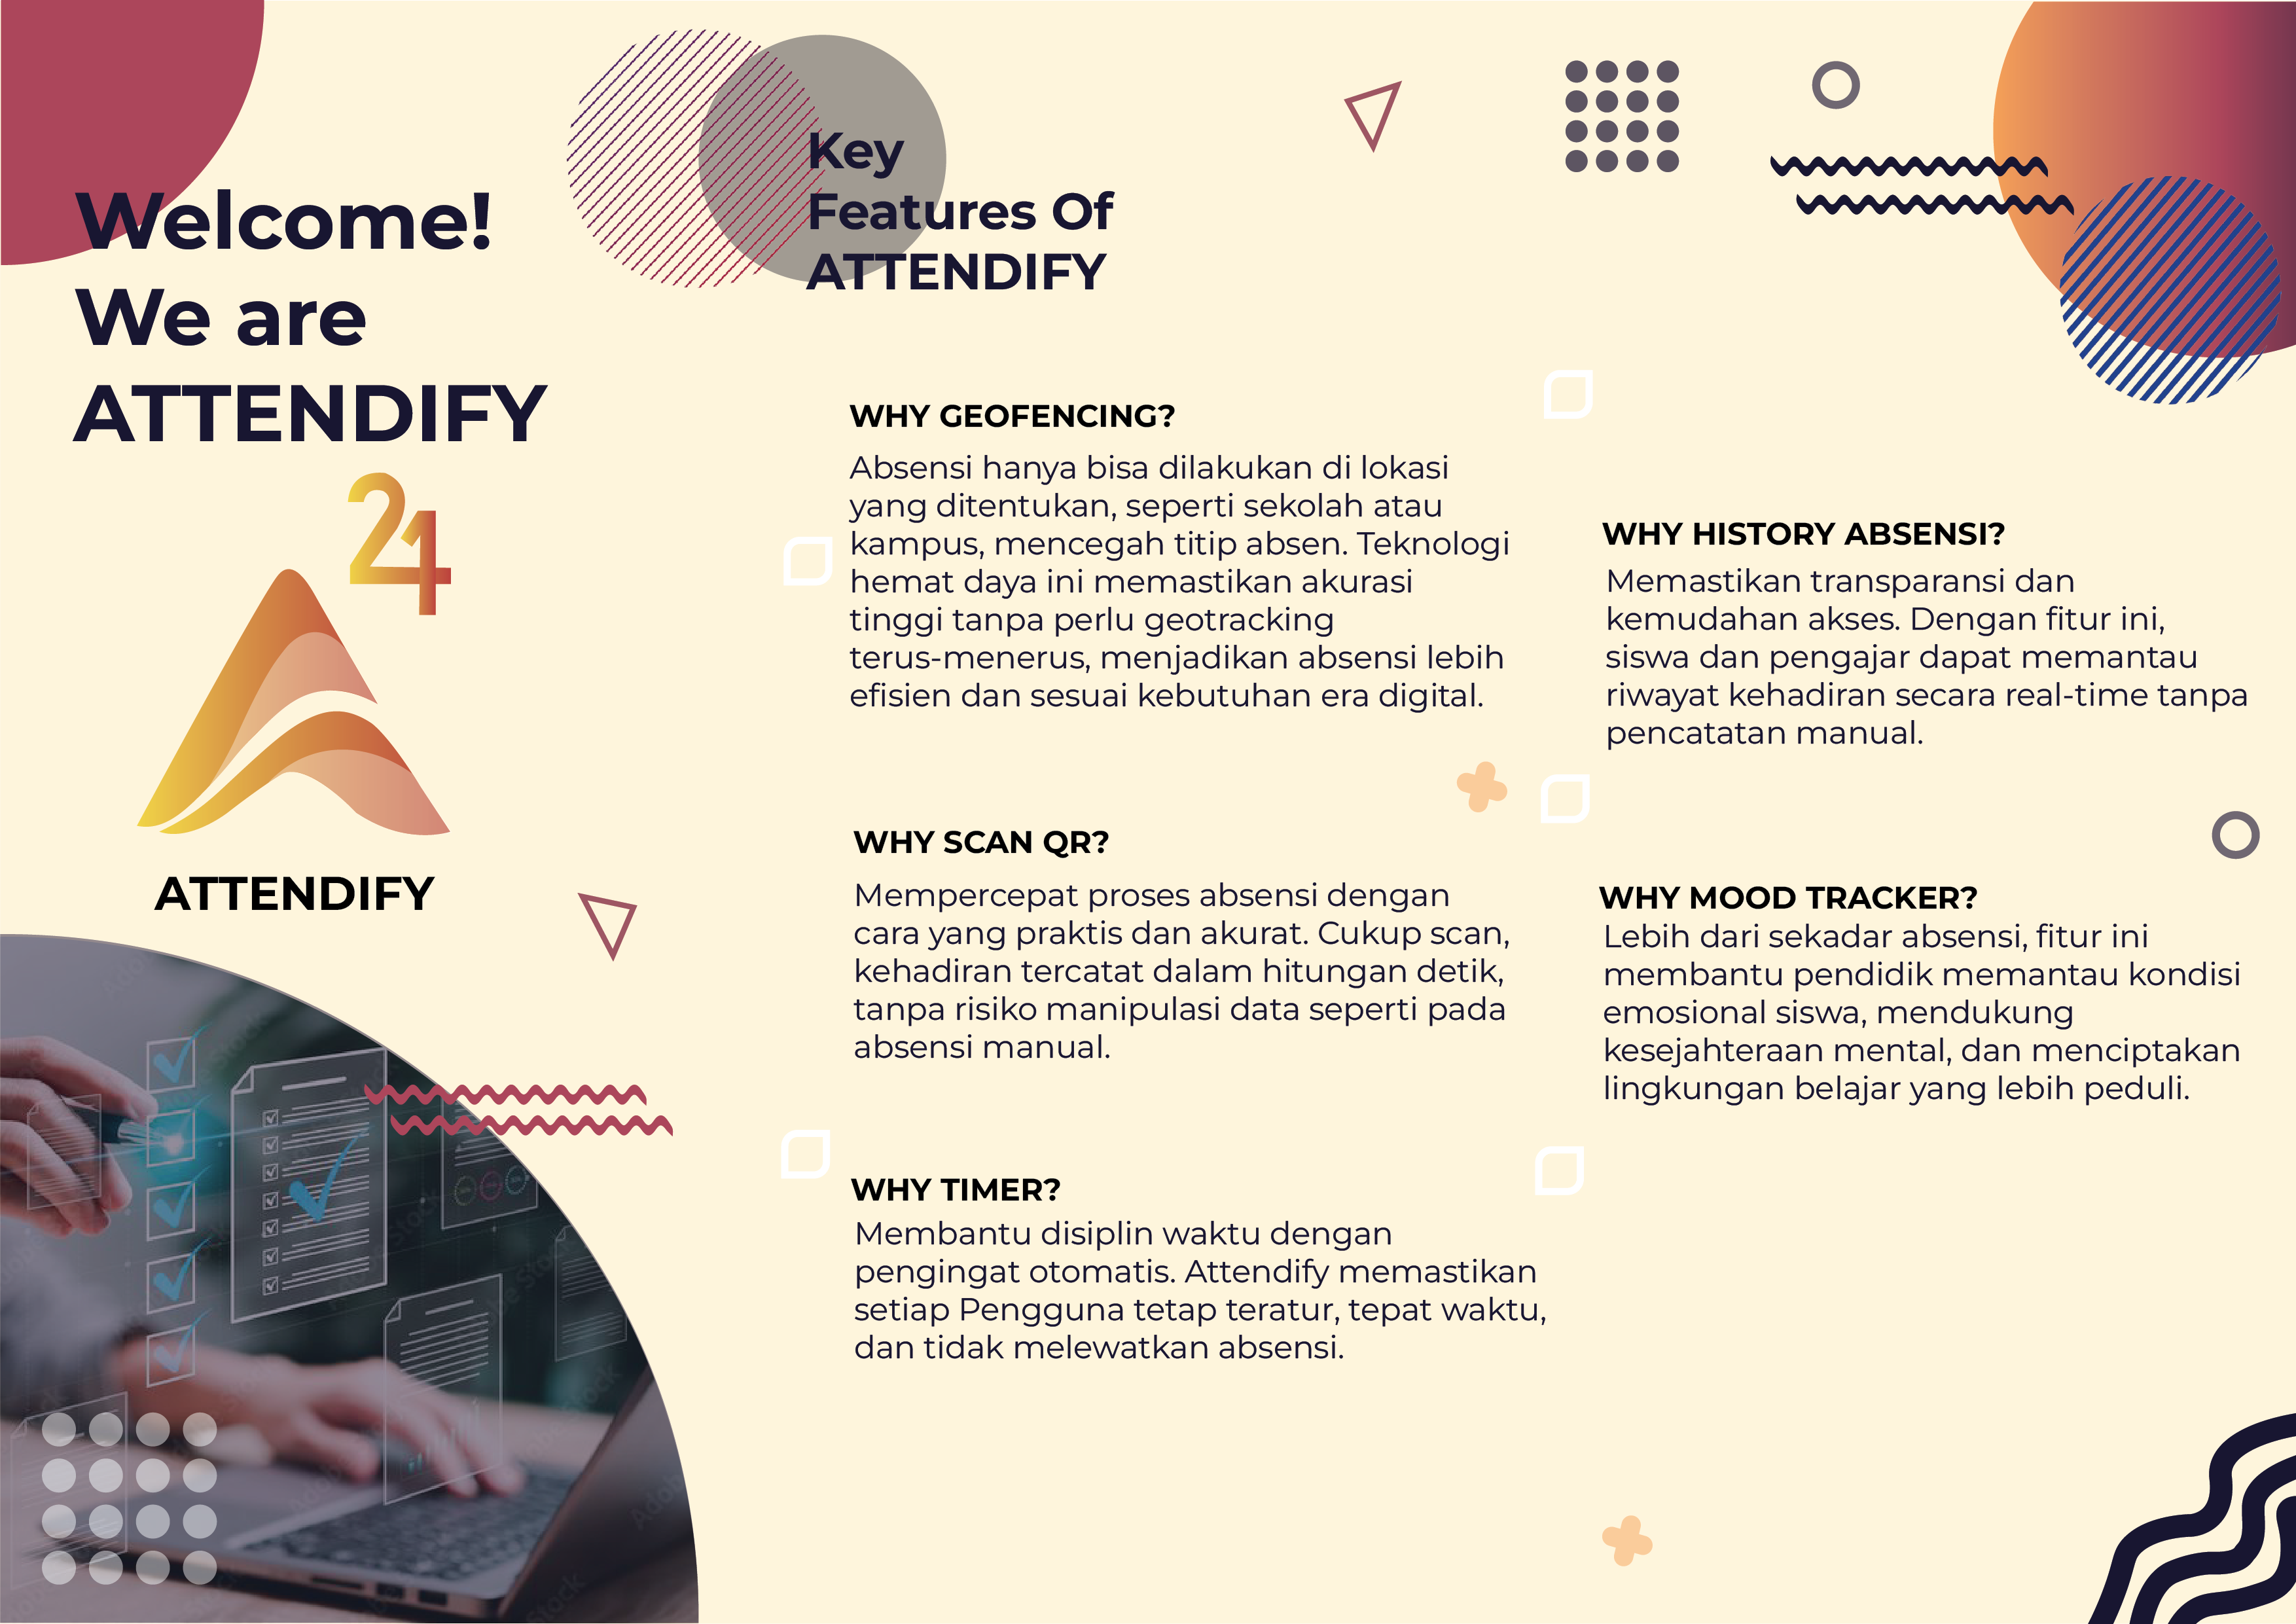 Welcome!
We are
ATTENDIFY
24
ATTENDIFY
Key
Features Of
ATTENDIFY
WHY GEOFENCING?
Absensi hanya bisa dilakukan di lokasi
yang ditentukan, seperti sekolah atau
kampus, mencegah titip absen. Teknologi
hemat daya ini memastikan akurasi
tinggi tanpa perlu geotracking
terus-menerus, menjadikan absensi lebih
efisien dan sesuai kebutuhan era digital.
WHY SCAN QR?
Mempercepat proses absensi dengan
cara yang praktis dan akurat. Cukup scan,
kehadiran tercatat dalam hitungan detik,
tanpa risiko manipulasi data seperti pada
absensi manual.
WHY TIMER?
Membantu disiplin waktu dengan
pengingat otomatis. Attendify memastikan
setiap Pengguna tetap teratur, tepat waktu,
dan tidak melewatkan absensi.
WHY HISTORY ABSENSI?
Memastikan transparansi dan
kemudahan akses. Dengan fitur ini,
siswa dan pengajar dapat memantau
riwayat kehadiran secara real-time tanpa
pencatatan manual.
WHY MOOD TRACKER?
Lebih dari sekadar absensi, fitur ini
membantu pendidik memantau kondisi
emosional siswa, mendukung
kesejahteraan mental, dan menciptakan
lingkungan belajar yang lebih peduli.